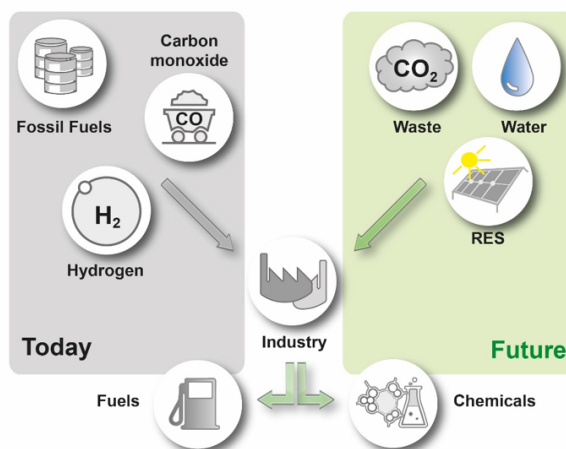 Carbon
monoxide
CO
Fossil Fuels
H2
Hydrogen
Today
CO2
Waste
Water
RES
Future
Industry
Fuels
Chemicals